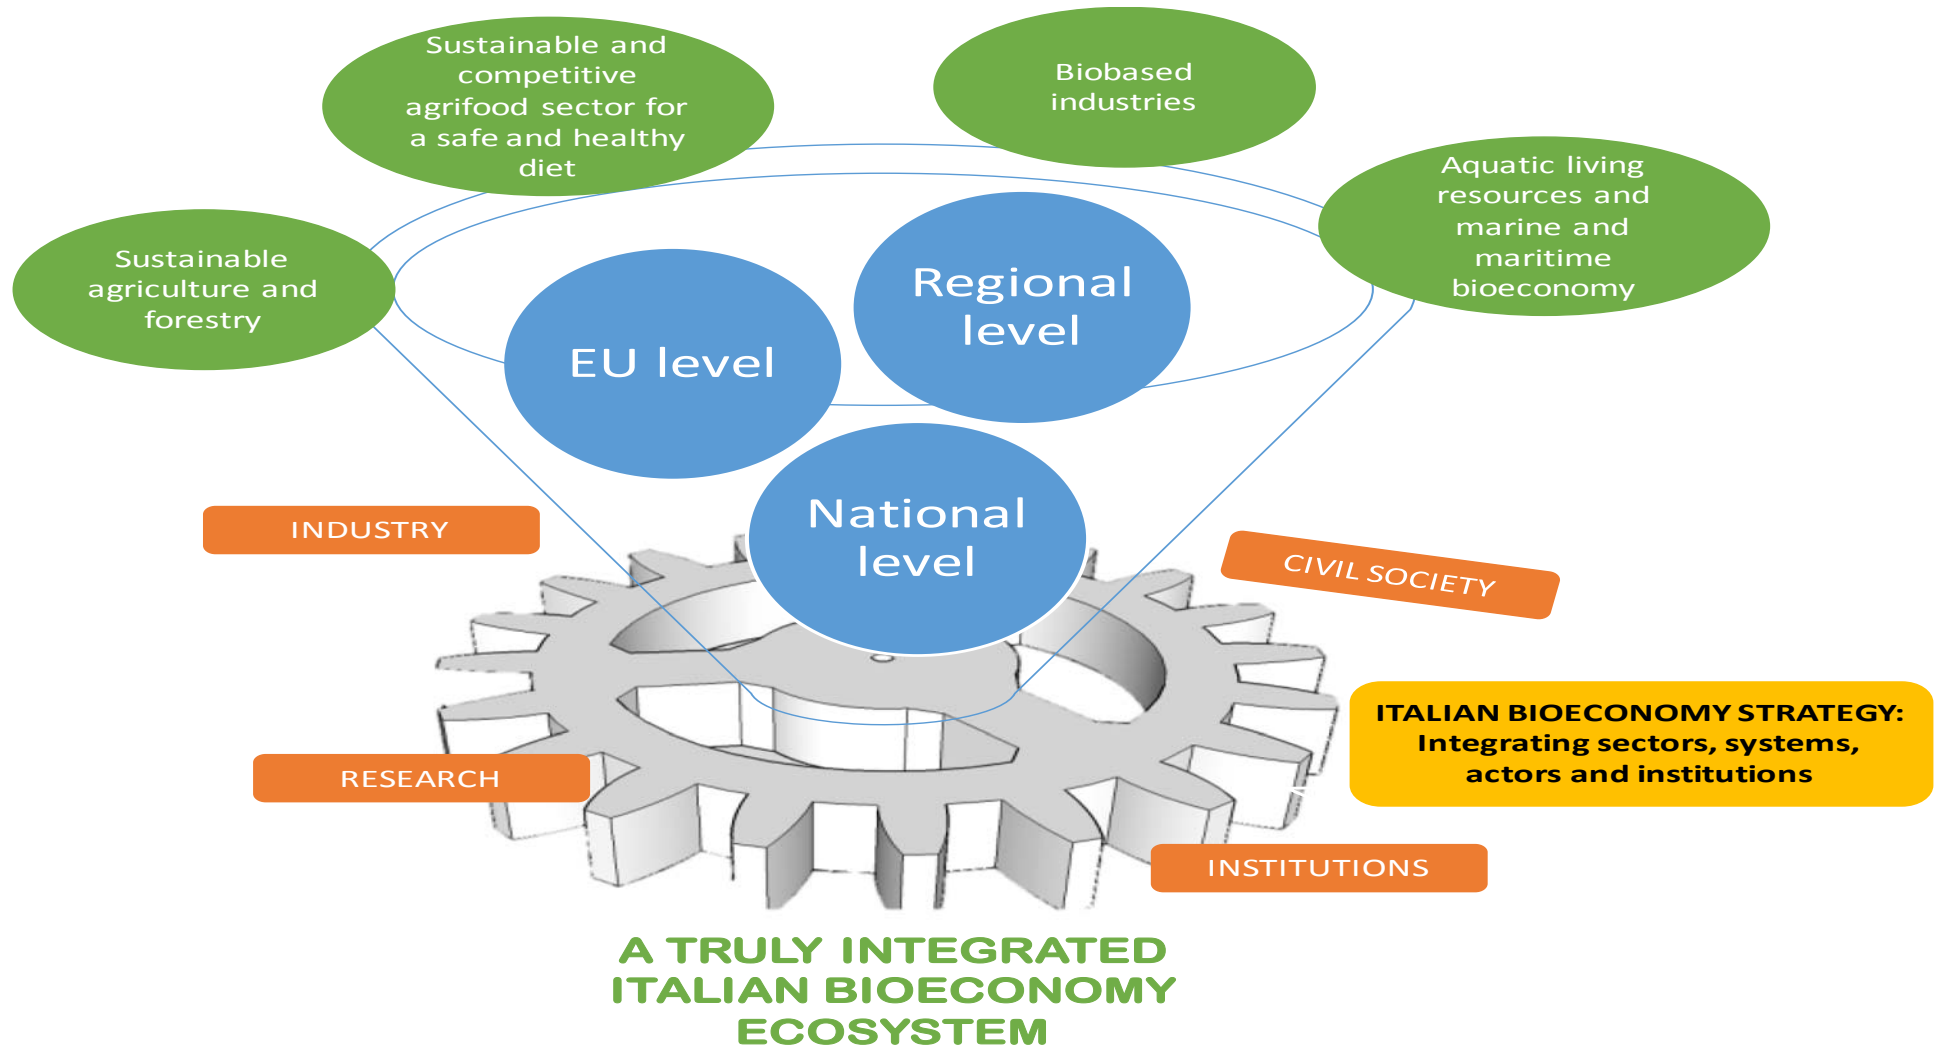 Sustainable and
competitive
agrifood sector for
a safe and healthy
diet
Biobased
industries
Aquatic living
resources and
marine and
maritime
bioeconomy
Sustainable
agriculture and
forestry
Regional
level
EU level
National
level
INDUSTRY
CIVIL SOCIETY
ITALIAN BIOECONOMY STRATEGY:
Integrating sectors, systems,
actors and institutions
RESEARCH
INSTITUTIONS
A TRULY INTEGRATED
ITALIAN BIOECONOMY
ECOSYSTEM